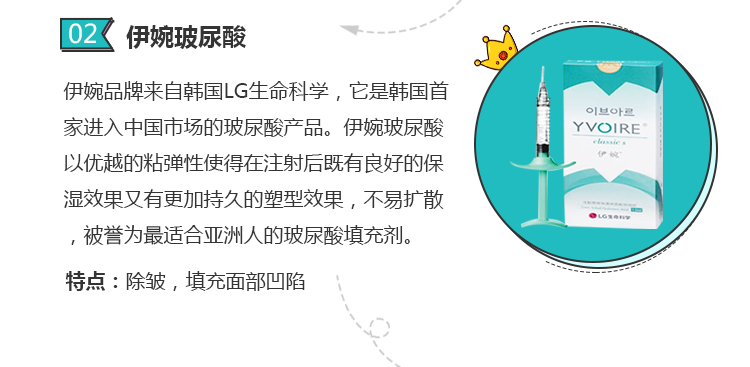 02 伊婉玻尿酸
伊婉品牌来自韩国LG生命科学，它是韩国首
家进入中国市场的玻尿酸产品。伊婉玻尿酸
以优越的粘弹性使得在注射后既有良好的保
湿效果又有更加持久的塑型效果，不易扩散
，被誉为最适合亚洲人的玻尿酸填充剂。
特点：除皱，填充面部凹陷
이브아르
YVOIRE®
classic s
伊婉
LG生命科学